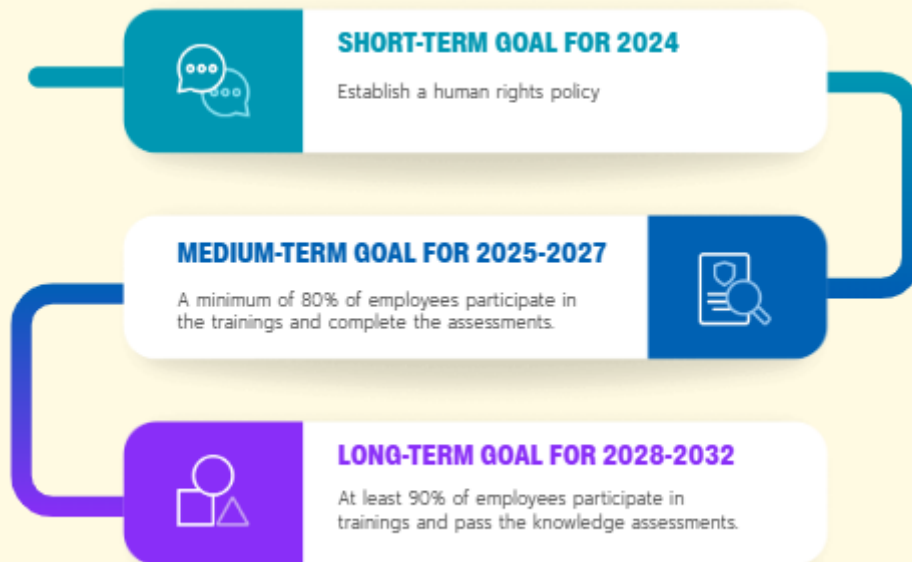 SHORT-TERM GOAL FOR 2024
Establish a human rights policy
MEDIUM-TERM GOAL FOR 2025-2027
A minimum of 80% of employees participate in
the trainings and complete the assessments.
LONG-TERM GOAL FOR 2028-2032
At least 90% of employees participate in
trainings and pass the knowledge assessments.